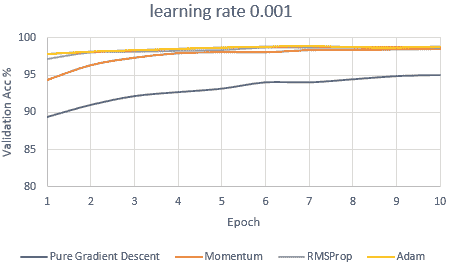 learning rate 0.001
100
95
90
85
80
Validation Acc %
1 2 3 4 5 6 7 8 9 10
Epoch
Pure Gradient Descent Momentum RMSProp Adam